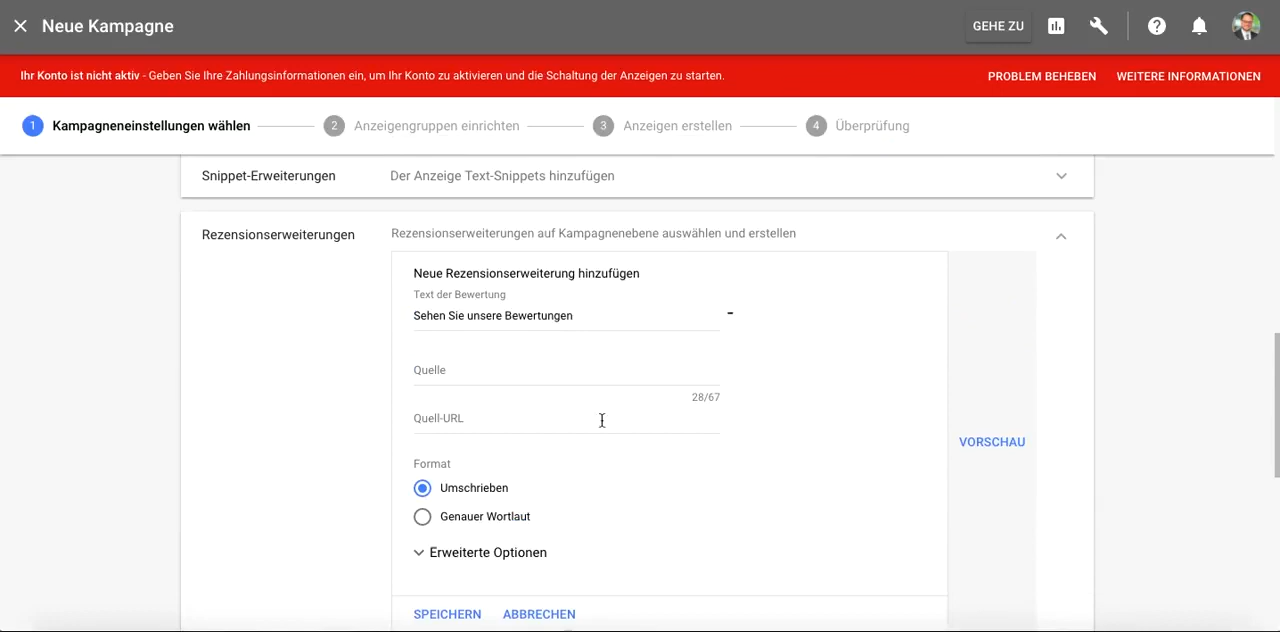 Neue Kampagne
GEHE ZU
Ihr Konto ist nicht aktiv - Geben Sie Ihre Zahlungsinformationen ein, um Ihr Konto zu aktivieren und die Schaltung der Anzeigen zu starten.
PROBLEM BEHEBEN WEITERE INFORMATIONEN
1 Kampagneneinstellungen wählen 2 Anzeigengruppen einrichten 3 Anzeigen erstellen 4 Überprüfung
Snippet-Erweiterungen Der Anzeige Text-Snippets hinzufügen
Rezensionserweiterungen Rezensionserweiterungen auf Kampagnenebene auswählen und erstellen
Neue Rezensionserweiterung hinzufügen
Text der Bewertung
Sehen Sie unsere Bewertungen
Quelle
28/67
Quell-URL
VORSCHAU
Format
Umschrieben
Genauer Wortlaut
Erweiterte Optionen
SPEICHERN ABBRECHEN